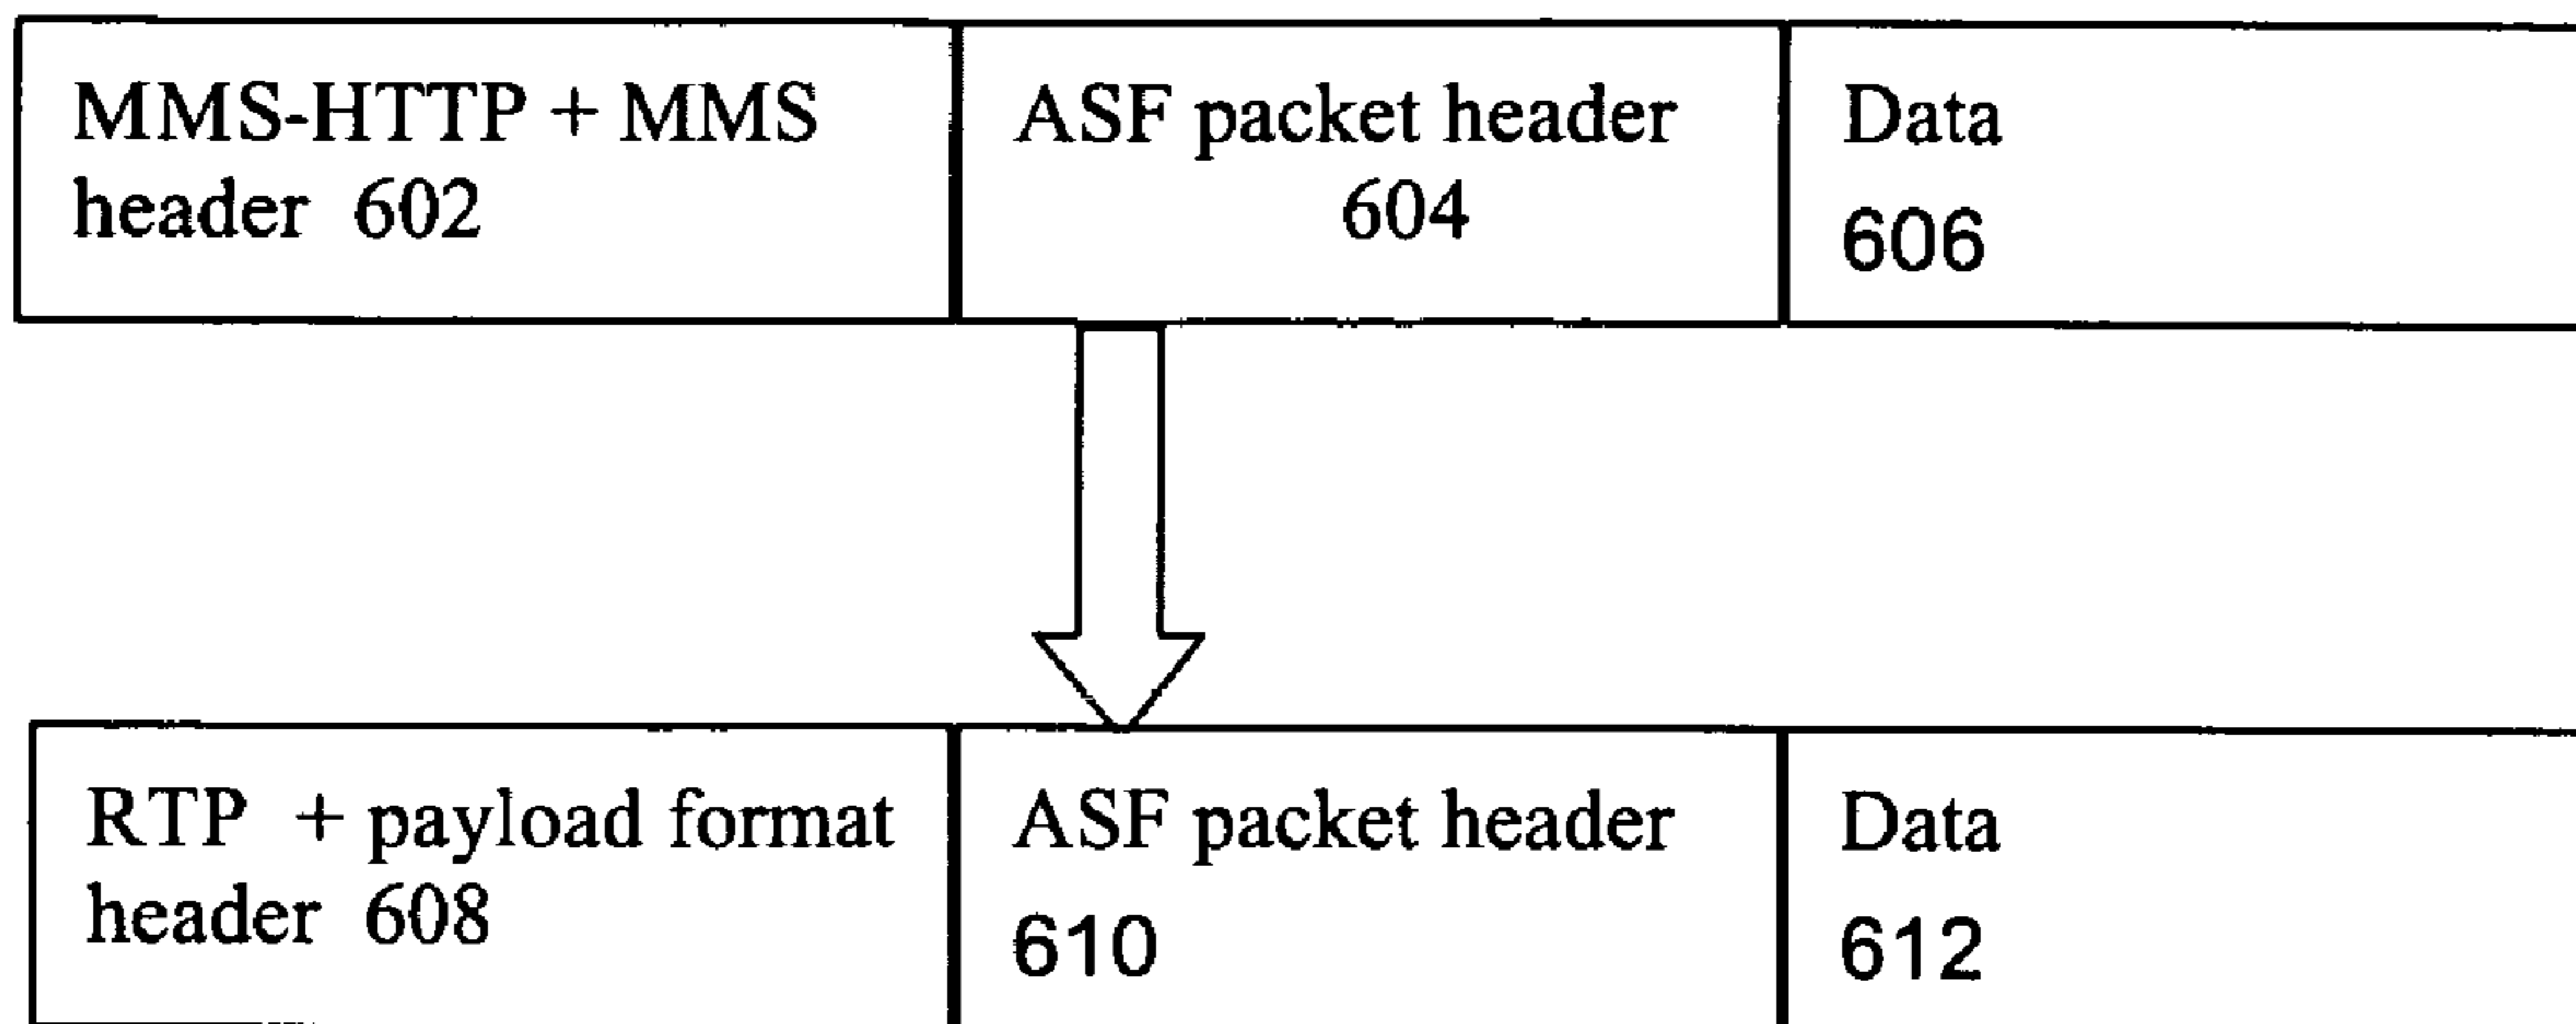 MMS-HTTP + MMS
header 602
ASF packet header
604
Data
606
RTP + payload format
header 608
ASF packet header
610
Data
612